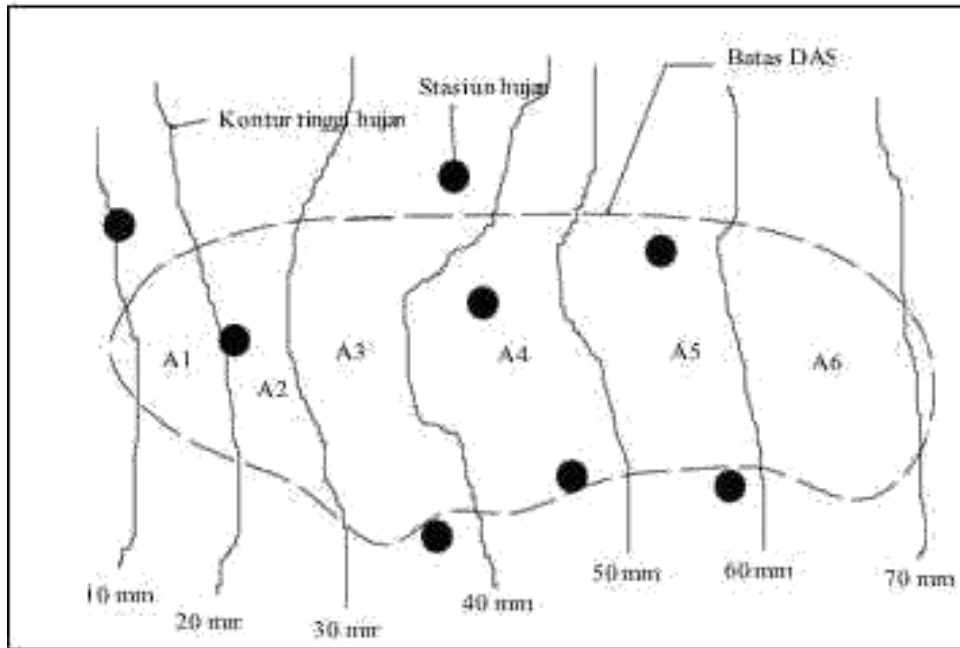 Batas DAS
Stasiun hujan
Kontur tinggi hujan
A1
A2
A3
A4
A5
A6
10 mm
20 mm
30 mm
40 mm
50 mm
60 mm
70 mm